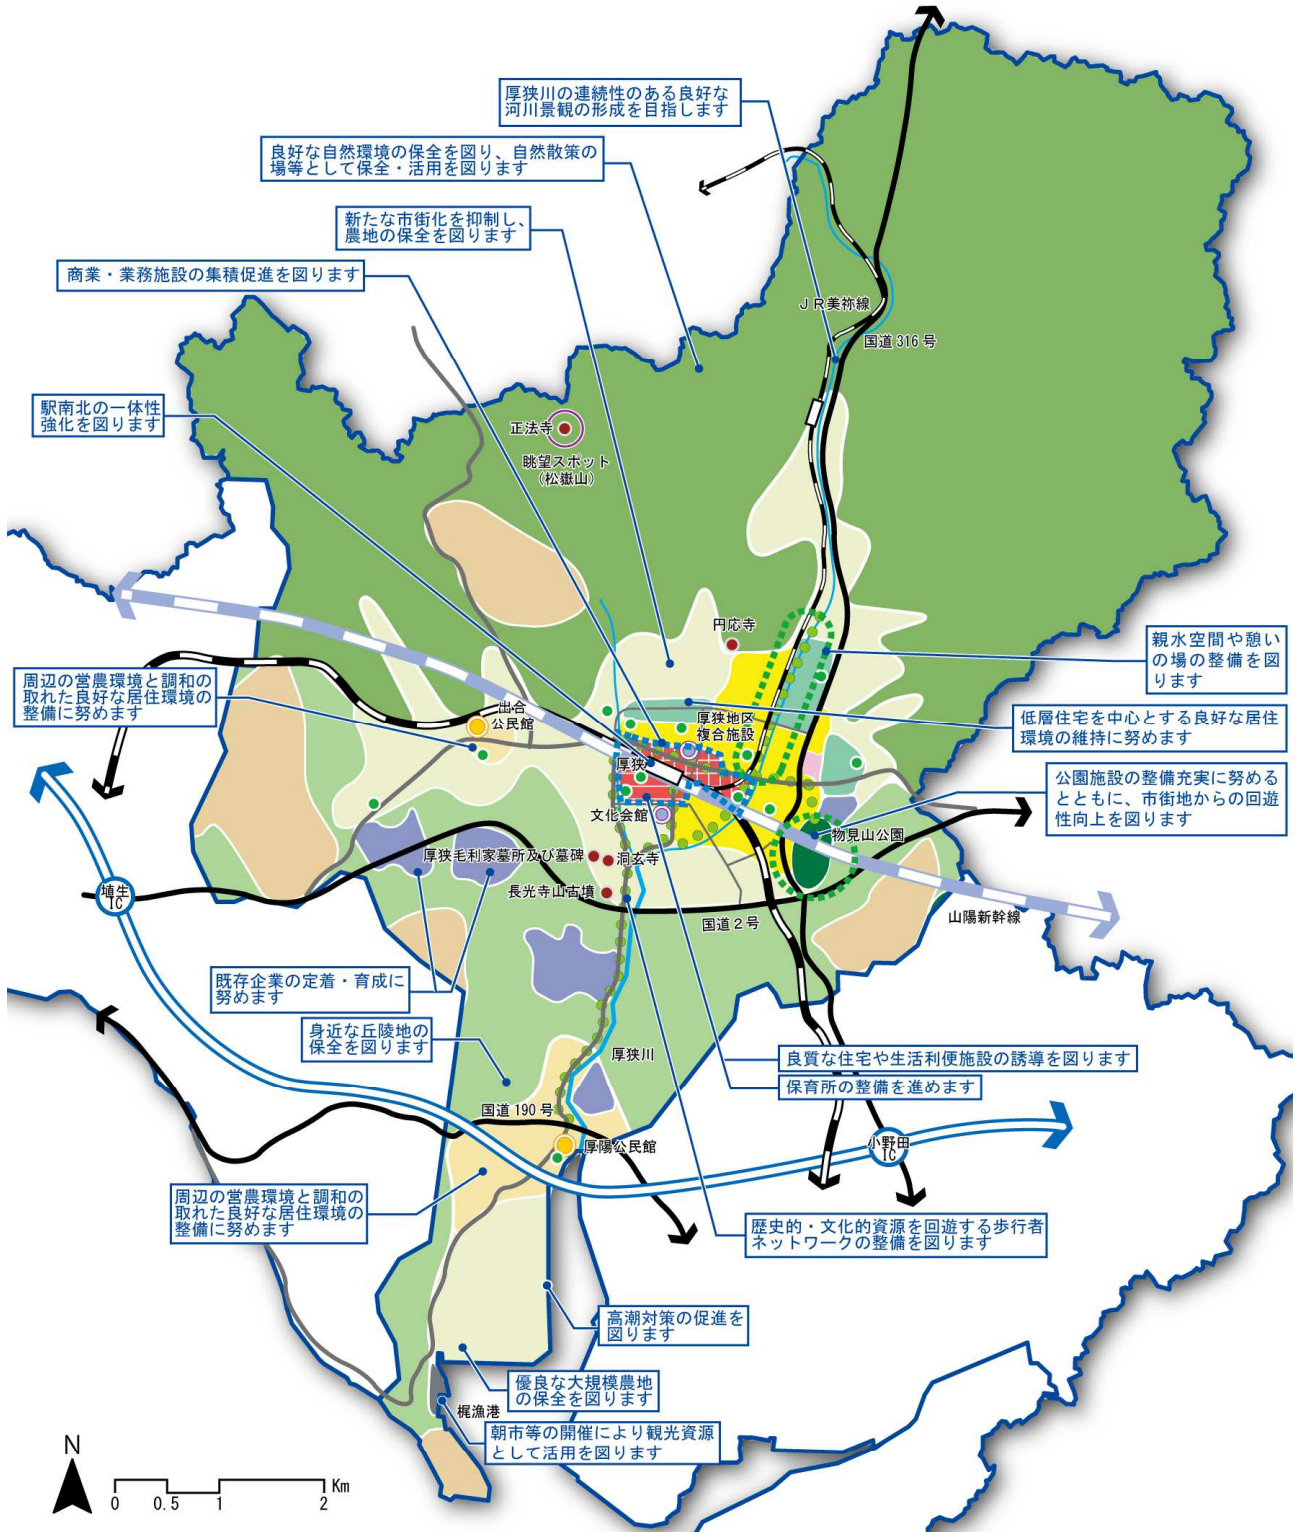 厚狭川の連続性のある良好な
河川景観の形成を目指します
良好な自然環境の保全を図り、自然散策の
場等として保全・活用を図ります
新たな市街化を抑制し、
農地の保全を図ります
商業・業務施設の集積促進を図ります
ＪＲ美祢線
国道316号
駅南北の一体性
強化を図ります
正法寺
眺望スポット
(松嶽山)
円応寺
親水空間や憩い
の場の整備を図
ります
周辺の営農環境と調和の
取れた良好な居住環境の
整備に努めます
出合
公民館
厚狭地区
複合施設
低層住宅を中心とする良好な居住
環境の維持に努めます
厚狭
公園施設の整備充実に努める
とともに、市街地からの回遊
性向上を図ります
文化会館
物見山公園
厚狭毛利家墓所及び墓碑
洞玄寺
長光寺山古墳
埴生
IC
国道２号
山陽新幹線
既存企業の定着・育成に
努めます
身近な丘陵地の
保全を図ります
厚狭川
良質な住宅や生活利便施設の誘導を図ります
保育所の整備を進めます
国道190号
厚陽公民館
小野田
IC
周辺の営農環境と調和の
取れた良好な居住環境の
整備に努めます
歴史的・文化的資源を回遊する歩行者
ネットワークの整備を図ります
高潮対策の促進を
図ります
優良な大規模農地
の保全を図ります
梶漁港
朝市等の開催により観光資源
として活用を図ります
N
Km
0 0.5 1 2